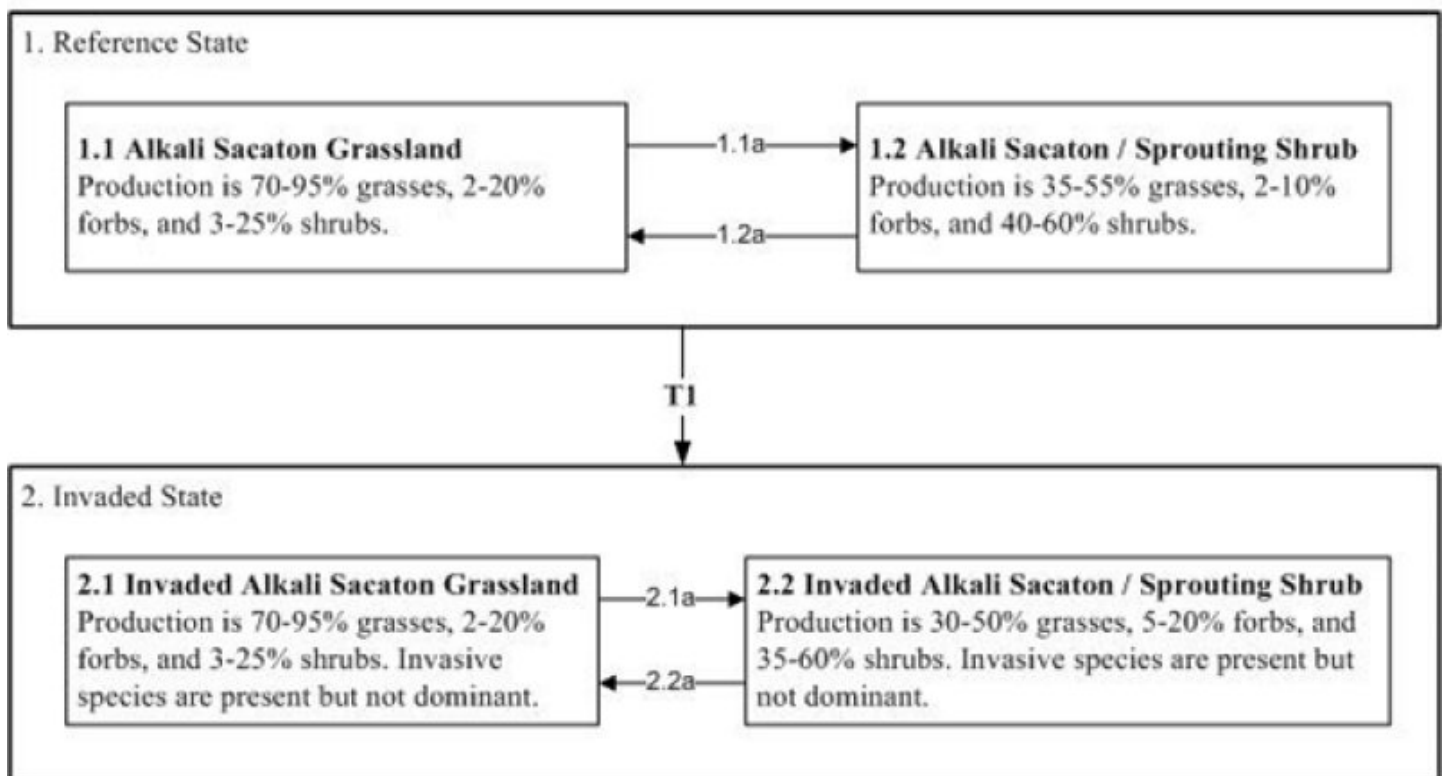 1. Reference State
1.1 Alkali Sacaton Grassland
Production is 70-95% grasses, 2-20%
forbs, and 3-25% shrubs.
1.1a
1.2a
1.2 Alkali Sacaton / Sprouting Shrub
Production is 35-55% grasses, 2-10%
forbs, and 40-60% shrubs.
T1
2. Invaded State
2.1 Invaded Alkali Sacaton Grassland
Production is 70-95% grasses, 2-20%
forbs, and 3-25% shrubs. Invasive
species are present but not dominant.
2.1a
2.2a
2.2 Invaded Alkali Sacaton / Sprouting Shrub
Production is 30-50% grasses, 5-20% forbs, and
35-60% shrubs. Invasive species are present but
not dominant.